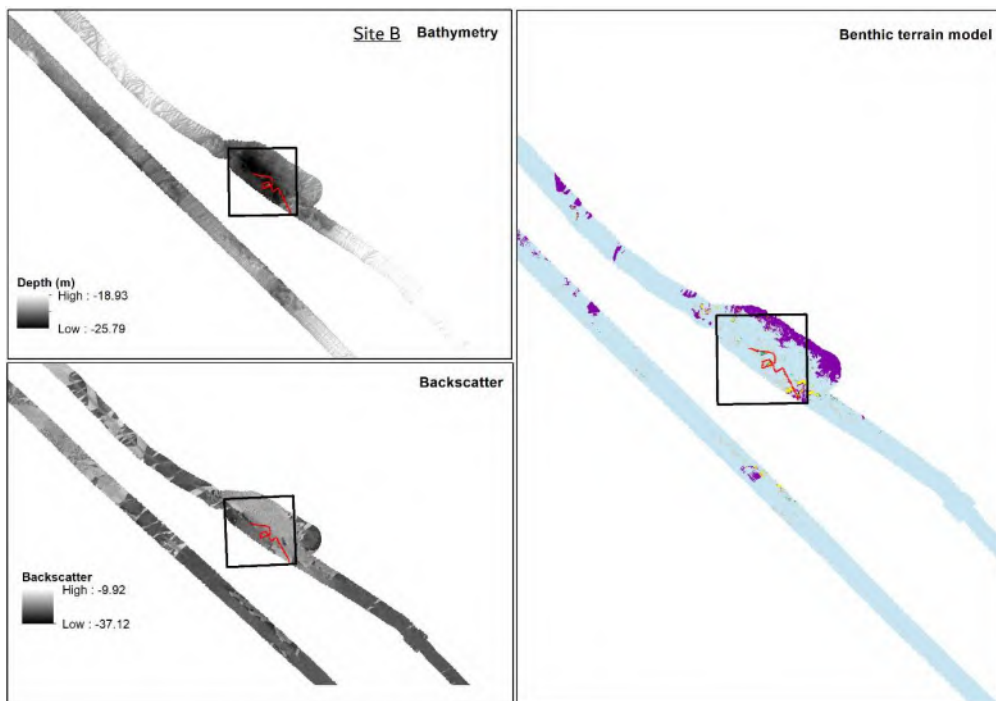 Site B Bathymetry
Depth (m)
High : -18.93
Low : -25.79
Backscatter
Backscatter
High : -9.92
Low : -37.12
Benthic terrain model